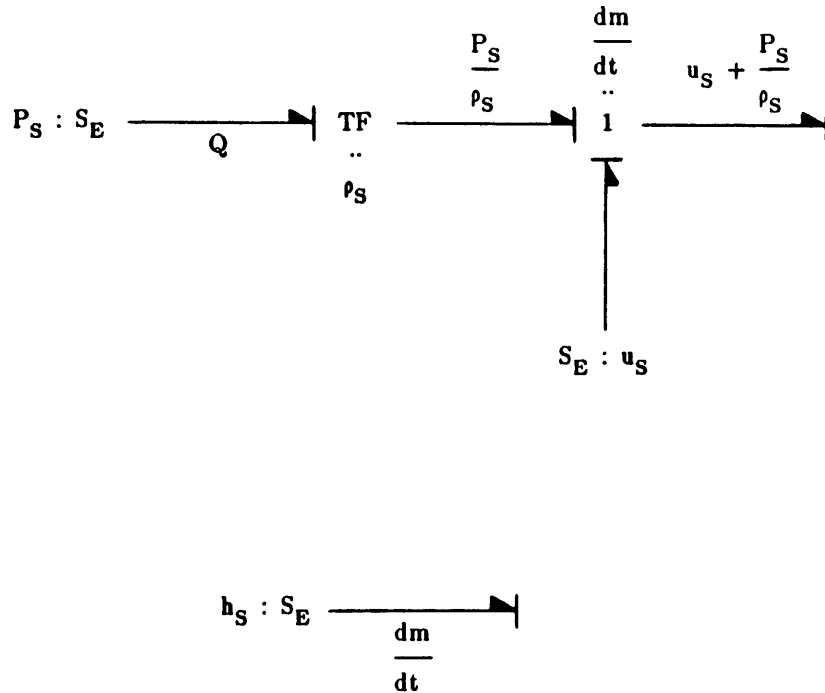 P_S / ρ_S
dm / dt
u_S + P_S / ρ_S
P_S : S_E
Q
TF
..
ρ_S
..
1
S_E : u_S
h_S : S_E
dm / dt